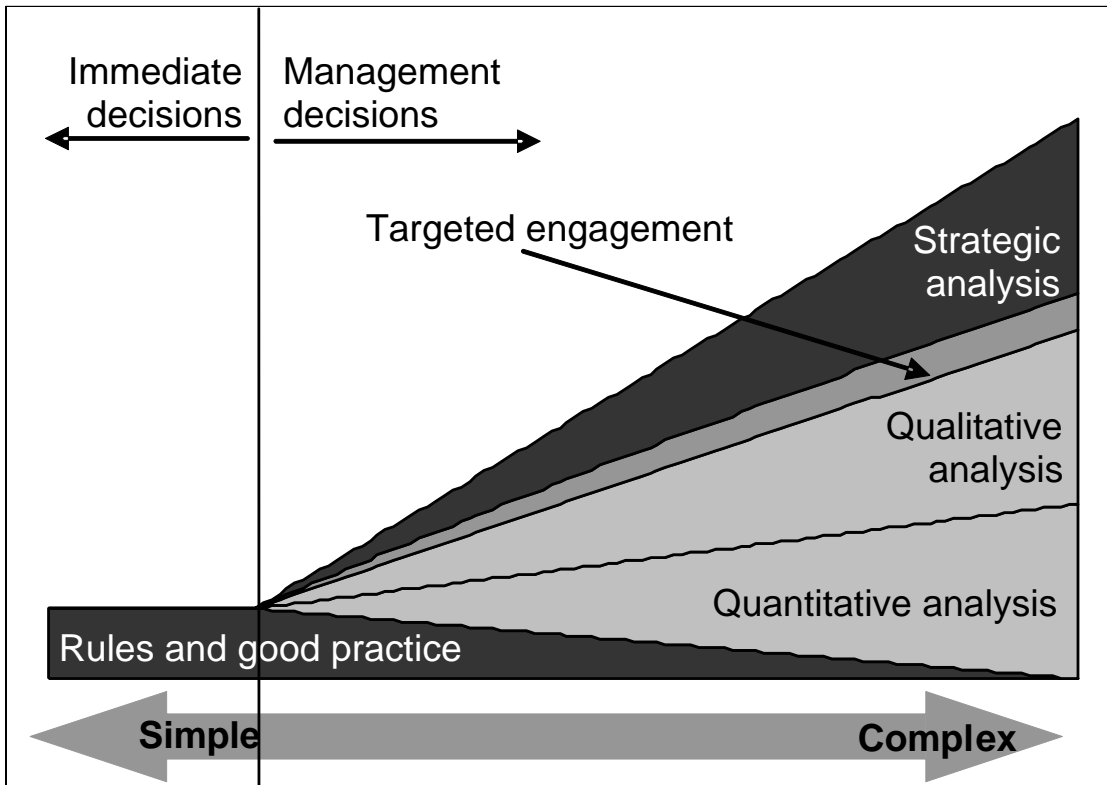 Immediate
decisions
Management
decisions
Targeted engagement
Strategic
analysis
Qualitative
analysis
Quantitative analysis
Rules and good practice
Simple
Complex